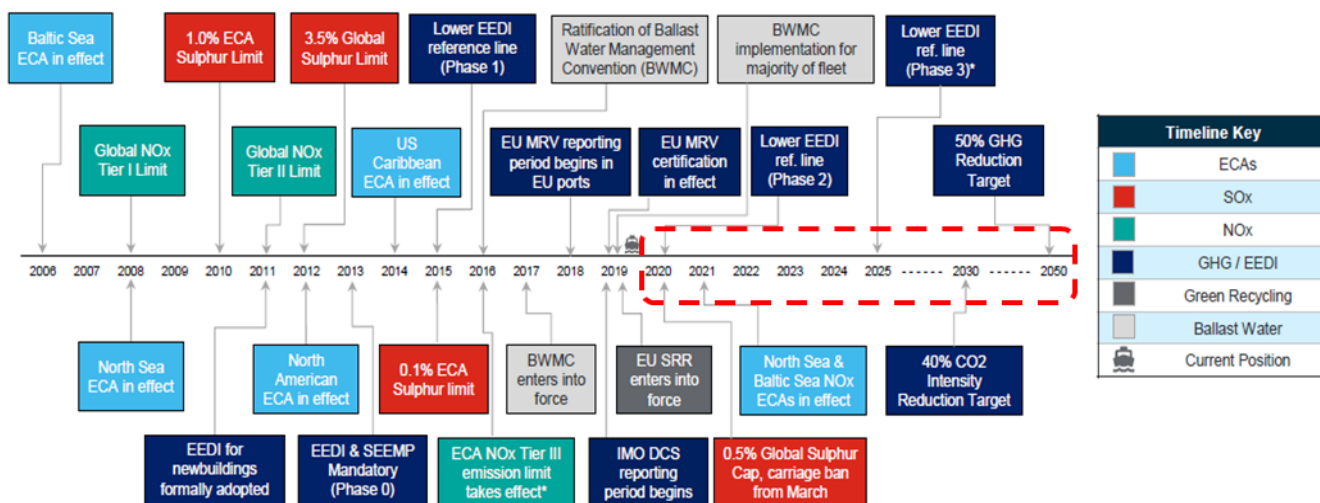 Baltic Sea
ECA in effect
1.0% ECA
Sulphur Limit
3.5% Global
Sulphur Limit
Lower EEDI
reference line
(Phase 1)
Ratification of Ballast
Water Management
Convention (BWMC)
BWMC
implementation for
majority of fleet
Lower EEDI
ref. line
(Phase 3)*
Global NOx
Tier I Limit
Global NOx
Tier II Limit
US
Caribbean
ECA in effect
EU MRV reporting
period begins in
EU ports
EU MRV
certification
in effect
Lower EEDI
ref. line
(Phase 2)
50% GHG
Reduction
Target
2006 2007 2008 2009 2010 2011 2012 2013 2014 2015 2016 2017 2018 2019 2020 2021 2022 2023 2024 2025 ------ 2030 ------ 2050
North Sea
ECA in effect
North
American
ECA in effect
0.1% ECA
Sulphur limit
BWMC
enters into
force
EU SRR
enters into
force
North Sea &
Baltic Sea NOx
ECAs in effect
40% CO2
Intensity
Reduction Target
EEDI for
newbuildings
formally adopted
EEDI & SEEMP
Mandatory
(Phase 0)
ECA NOx Tier III
emission limit
takes effect*
IMO DCS
reporting
period begins
0.5% Global Sulphur
Cap, carriage ban
from March
Timeline Key
ECAs
SOx
NOx
GHG / EEDI
Green Recycling
Ballast Water
Current Position